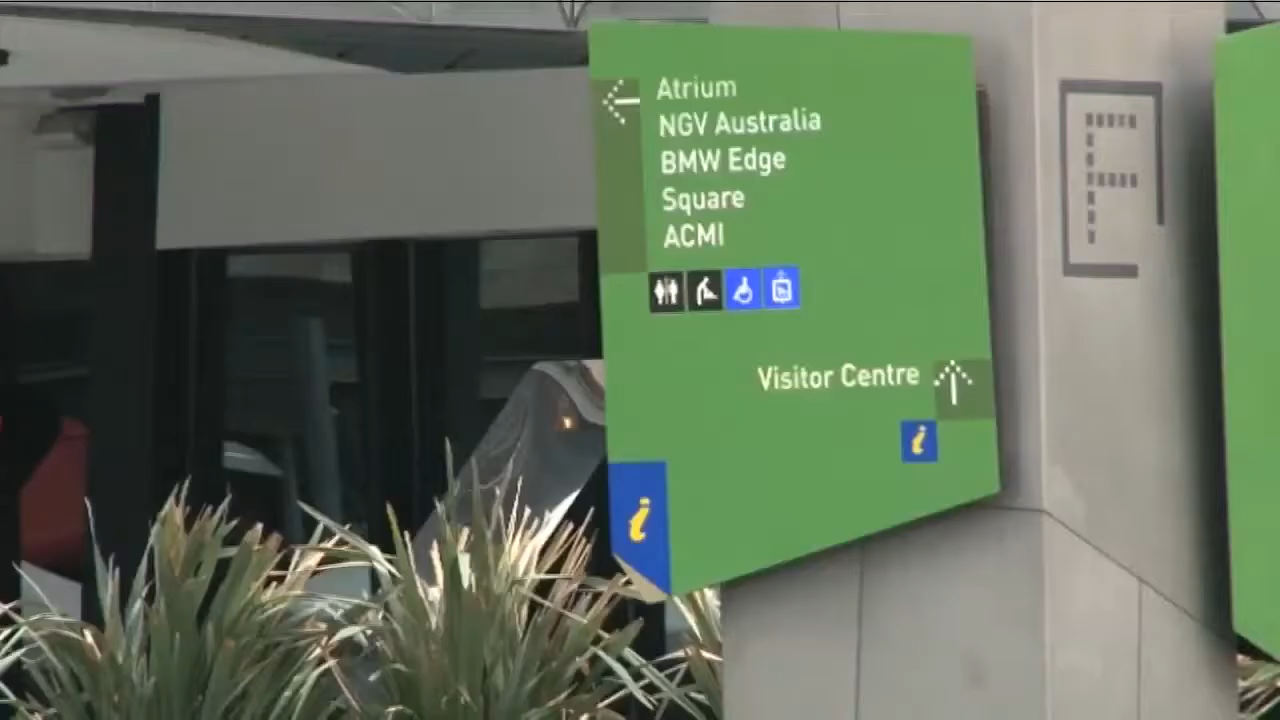 Atrium
NGV Australia
BMW Edge
Square
ACMI
Visitor Centre
i
i
F